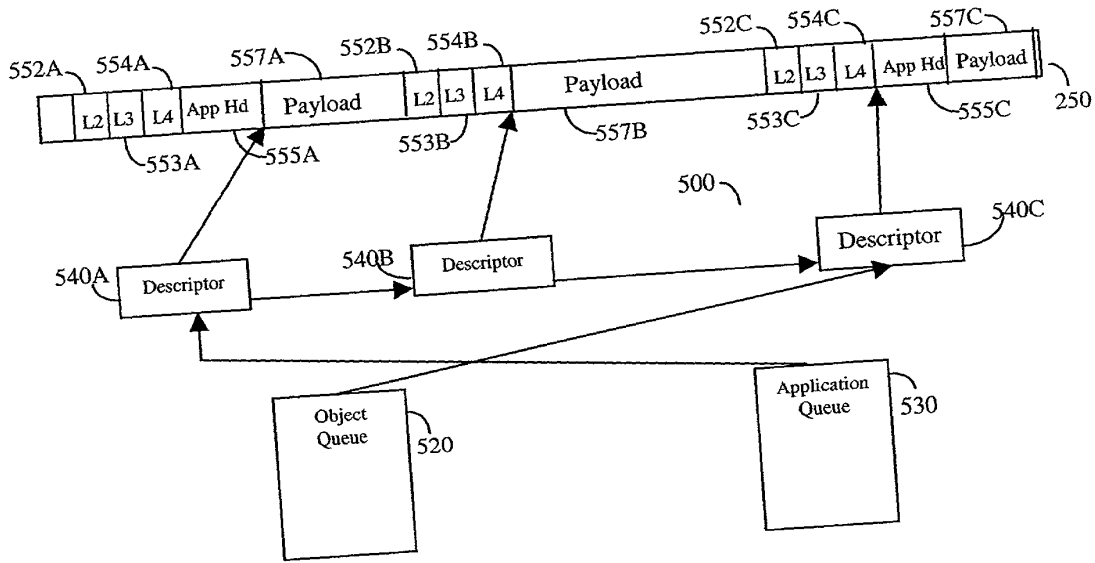 552A 554A 557A 552B 554B 552C 554C 557C
L2 L3 L4 App Hd Payload L2 L3 L4 Payload L2 L3 L4 App Hd Payload
553A 555A 553B 557B 553C 555C 250
500
540A Descriptor 540B Descriptor Descriptor 540C
Object
Queue
520
Application
Queue
530